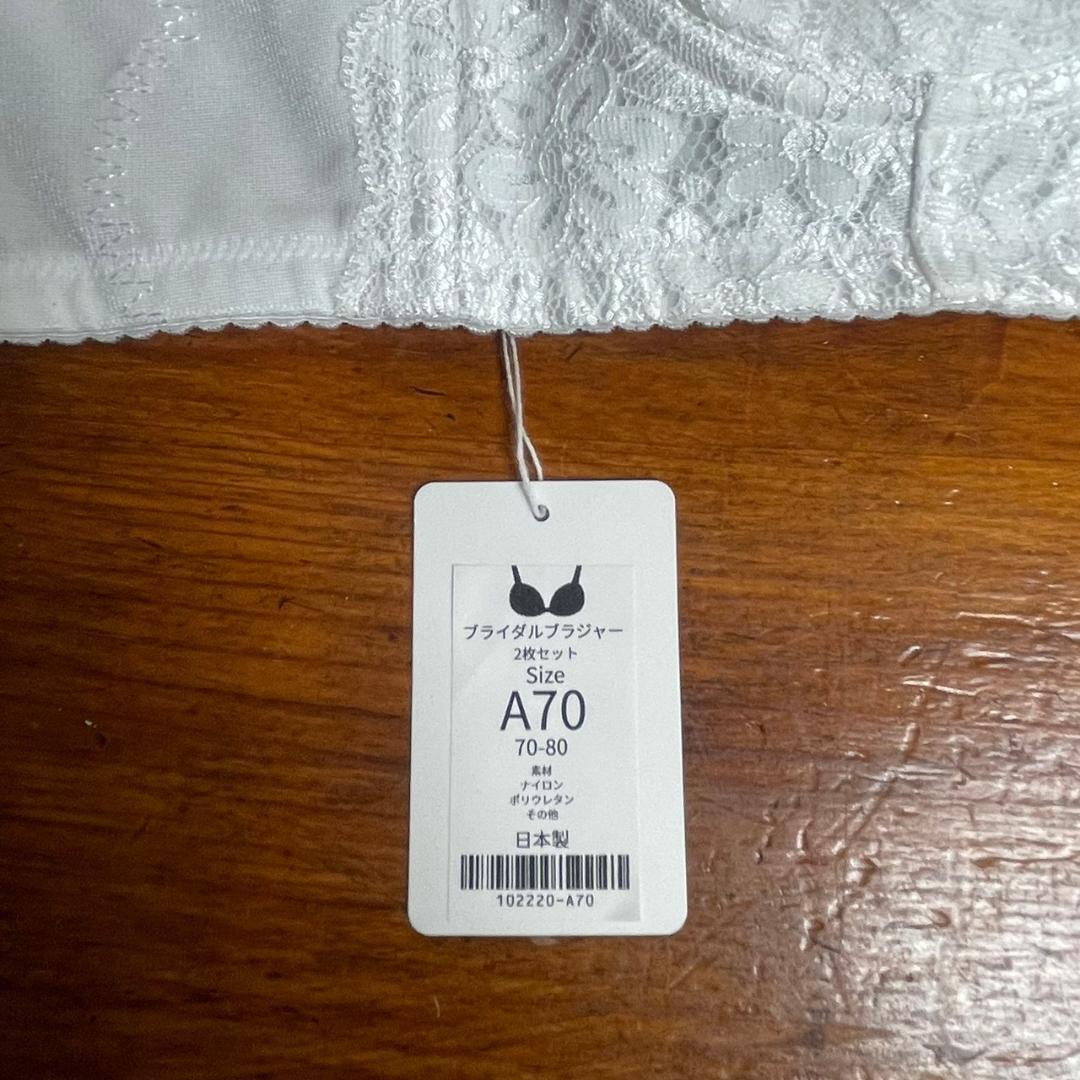 ブライダルブラジャー
2枚セット
Size
A70
70-80
素材
ナイロン
ポリウレタン
その他
日本製
102220-A70